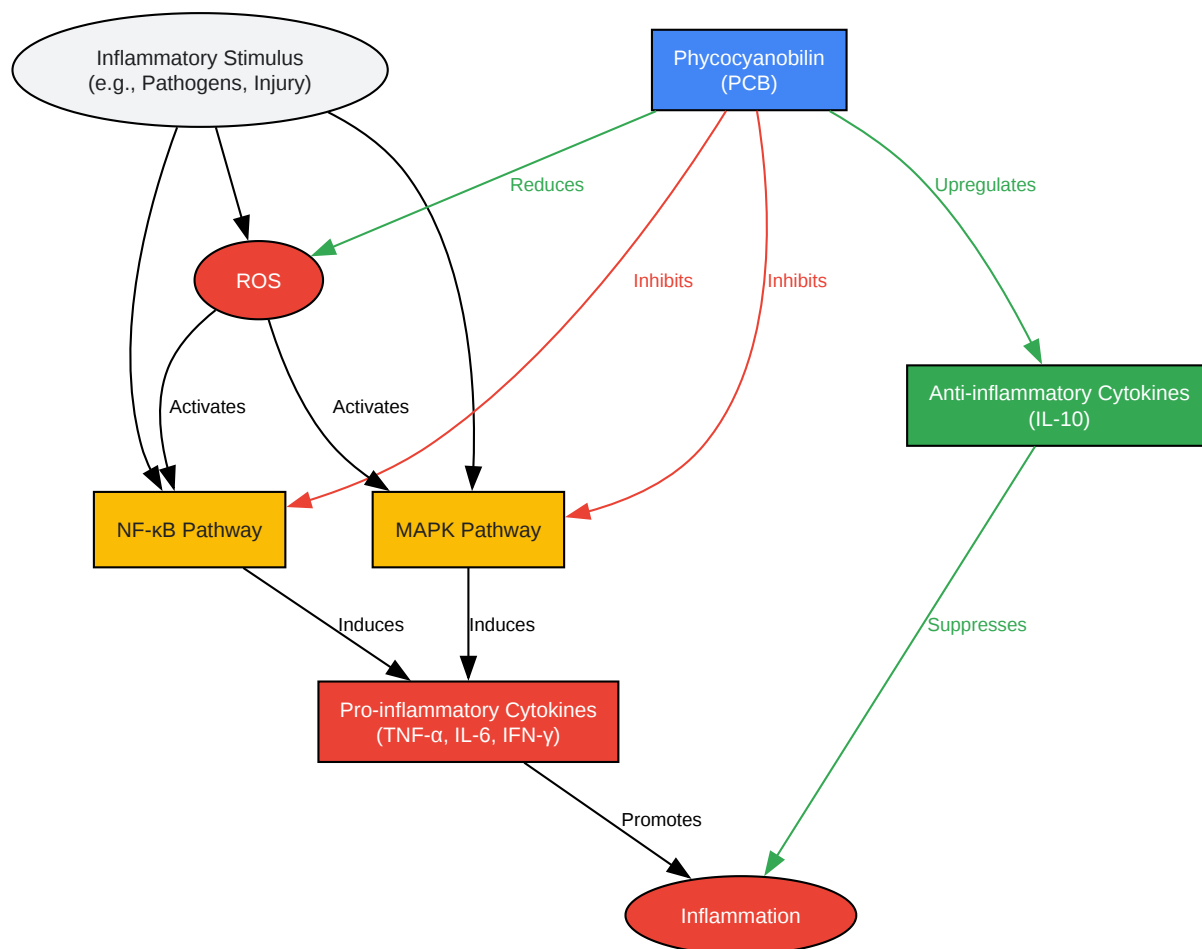 Inflammatory Stimulus
(e.g., Pathogens, Injury)
Phycocyanobilin
(PCB)
Reduces
Upregulates
ROS
Inhibits
Inhibits
Activates
Activates
Anti-inflammatory Cytokines
(IL-10)
NF-κB Pathway
MAPK Pathway
Induces
Induces
Suppresses
Pro-inflammatory Cytokines
(TNF-α, IL-6, IFN-γ)
Promotes
Inflammation